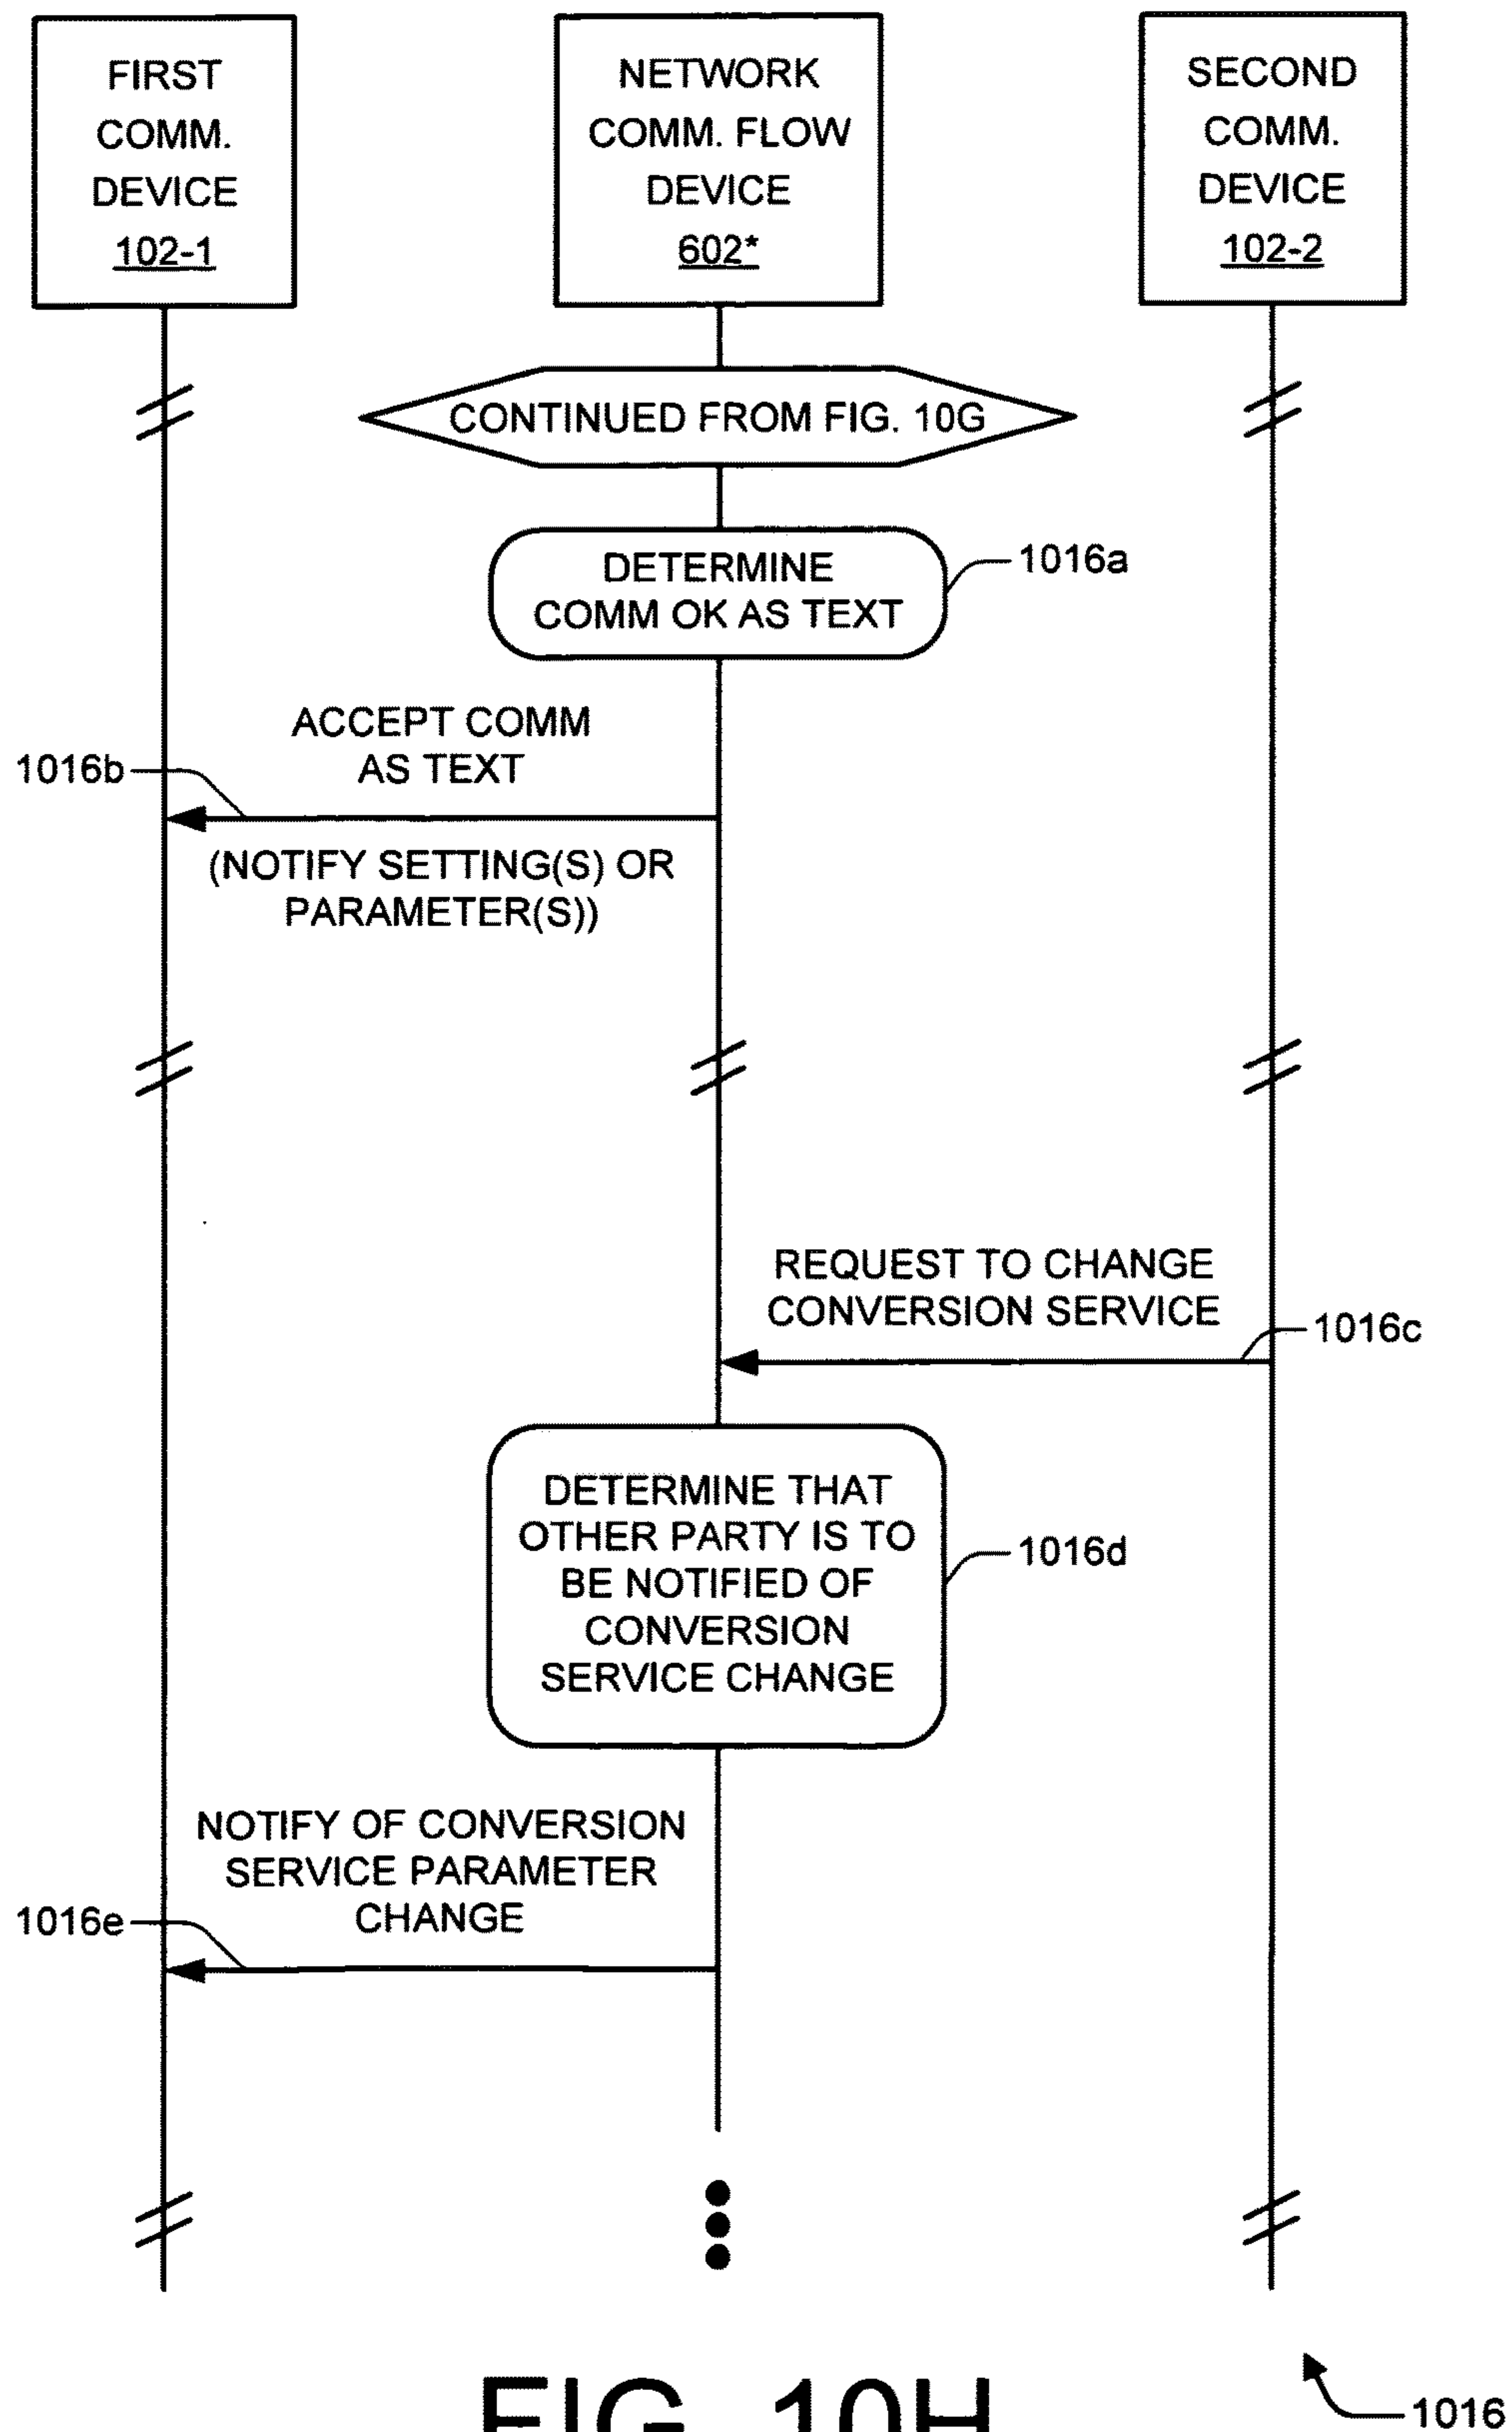 FIRST
COMM.
DEVICE
102-1
NETWORK
COMM. FLOW
DEVICE
602*
SECOND
COMM.
DEVICE
102-2
CONTINUED FROM FIG. 10G
DETERMINE
COMM OK AS TEXT
1016a
ACCEPT COMM
AS TEXT
1016b
(NOTIFY SETTING(S) OR
PARAMETER(S))
REQUEST TO CHANGE
CONVERSION SERVICE
1016c
DETERMINE THAT
OTHER PARTY IS TO
BE NOTIFIED OF
CONVERSION
SERVICE CHANGE
1016d
NOTIFY OF CONVERSION
SERVICE PARAMETER
CHANGE
1016e
FIG. 10H
1016